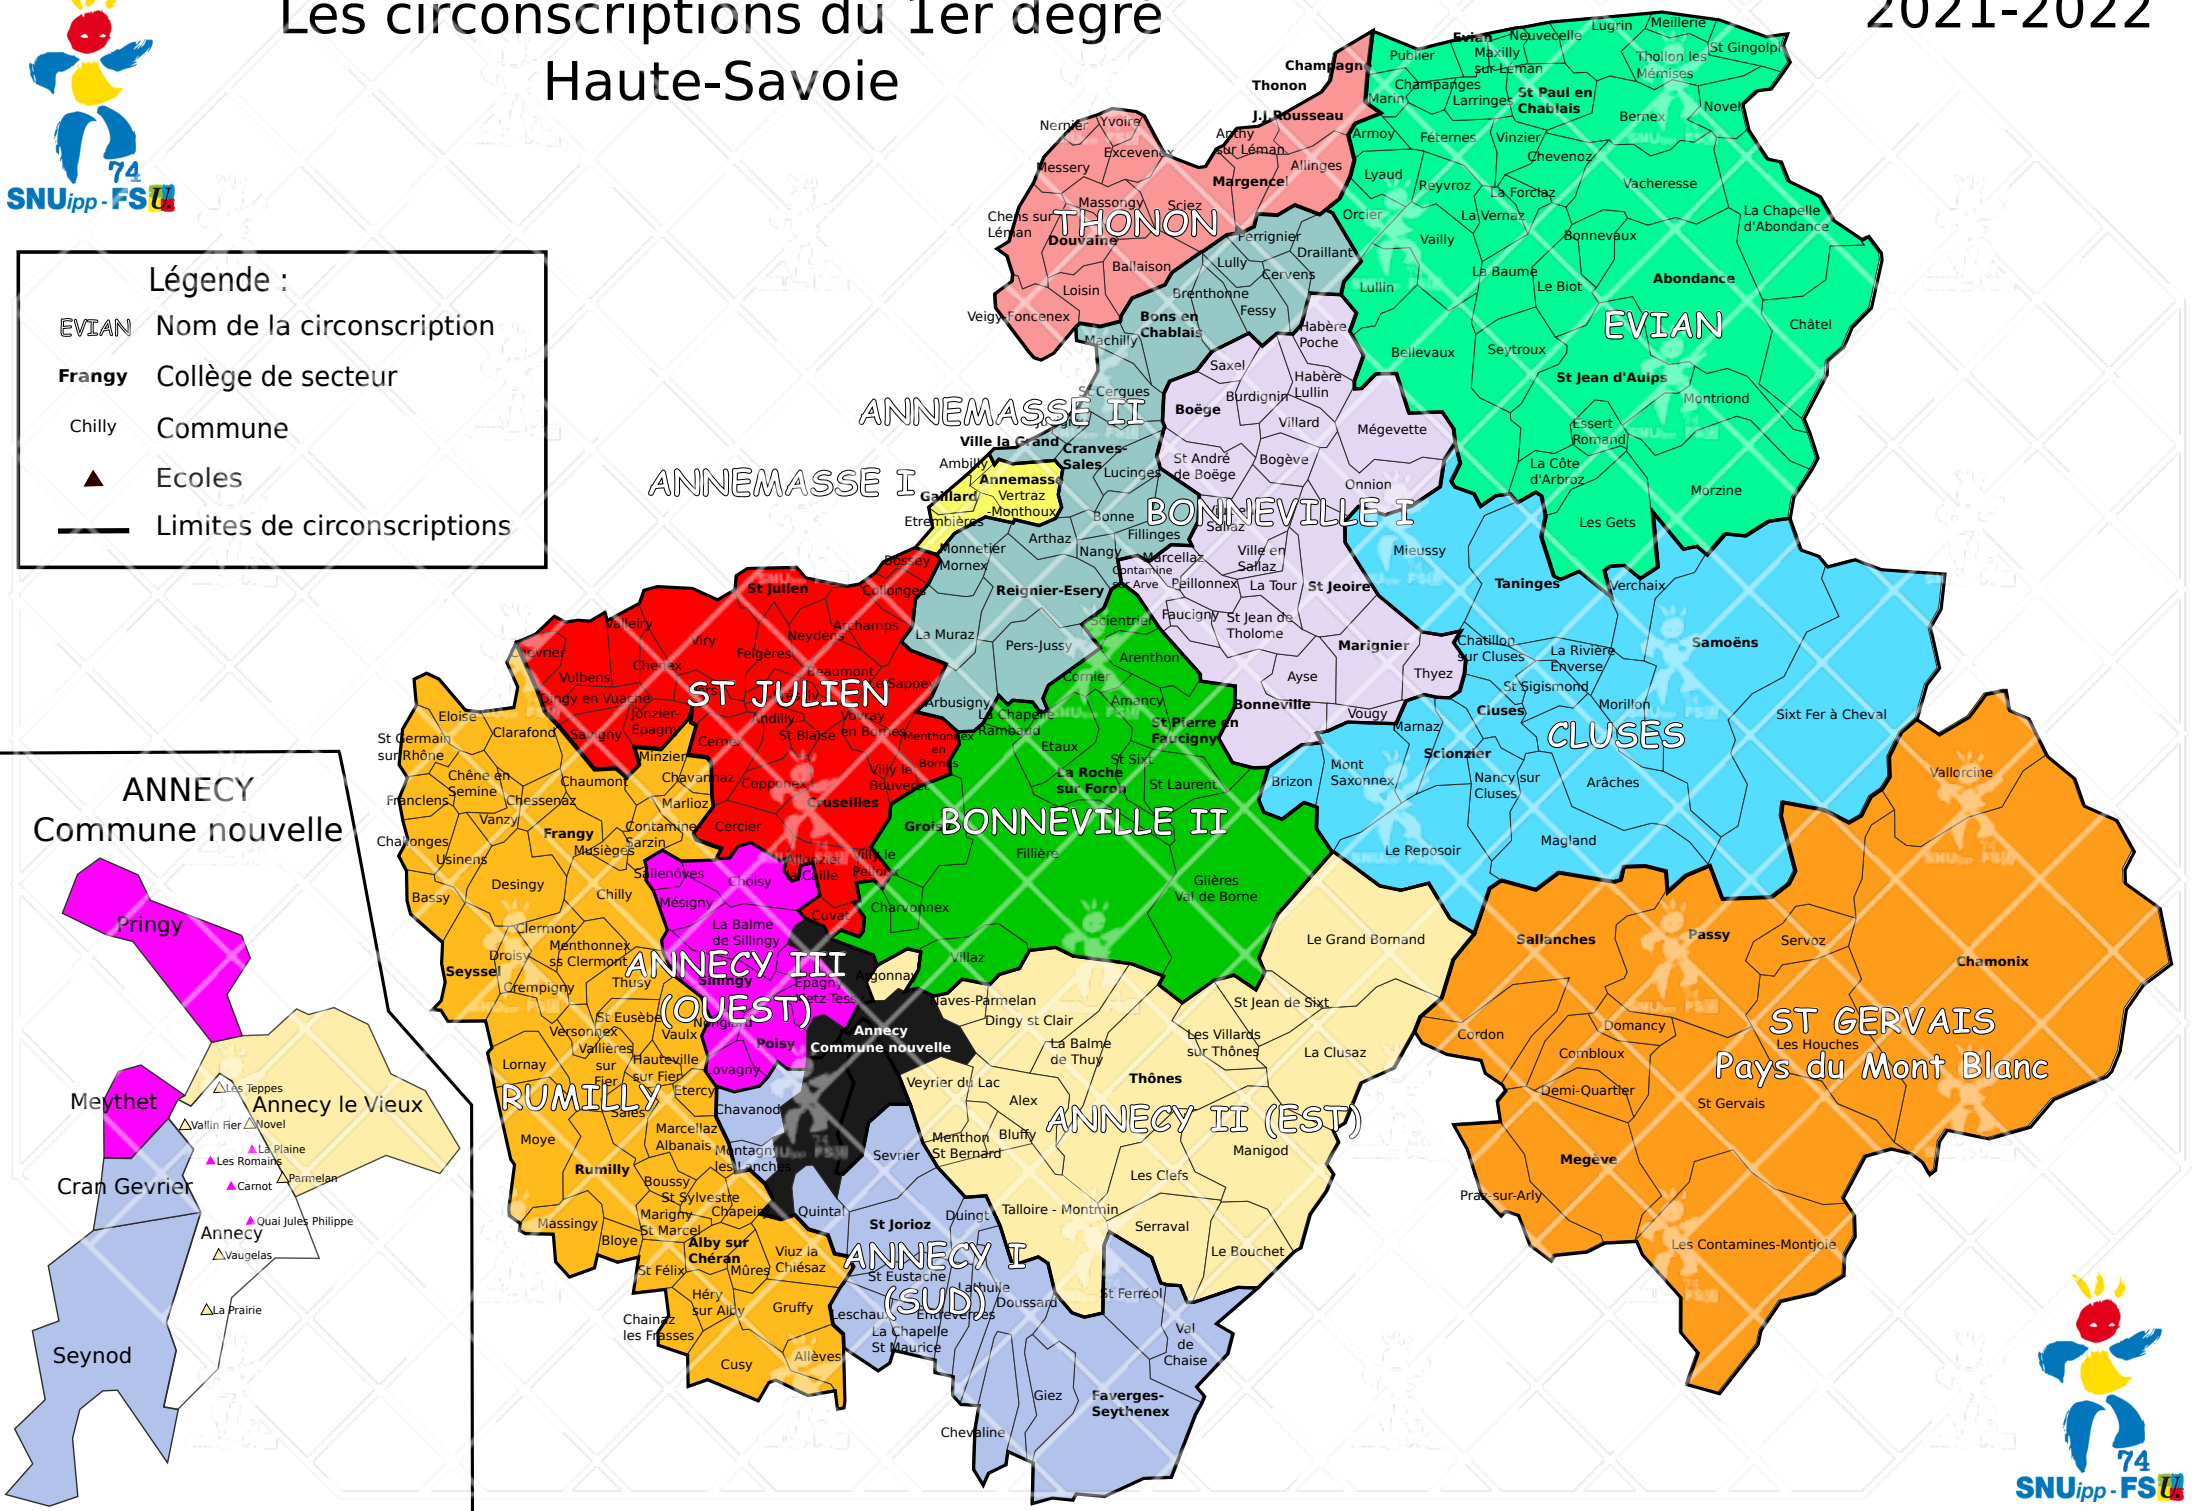 Les circonscriptions du 1er degré
Haute-Savoie
2021-2022
74
SNUipp - FSU.
Légende :
EVIAN Nom de la circonscription
Frangy Collège de secteur
Chilly Commune
Ecoles
Limites de circonscriptions
ANNECY
Commune nouvelle
Pringy
Meythet
Cran Gevrier
Seynod
Annecy le Vieux
Annecy
Les Teppes
Vallin Fier
Novel
La Plaine
Les Romains
Parmelan
Carnot
Quai Jules Philippe
Vaugelas
La Prairie
THONON
Champagne
Thonon
J.J.Rousseau
Nernier
Yvoire
Excevenex
Messery
Anthy
sur Léman
Allinges
Margencel
Massongy
Sciez
Chens sur
Léman
Douvaine
Ballaison
Loisin
Veigy-Foncenex
EVIAN
Evian
Publier
Neuvecelle
Lugrin
Meillerie
St Gingolph
Maxilly
sur Léman
Thollon les
Mémises
Champanges
Marin
Larringes
St Paul en
Chablais
Bernex
Novel
Armoy
Féternes
Vinzier
Chevenoz
Lyaud
Reyvroz
La Forclaz
Vacheresse
Orcier
La Vernaz
La Chapelle
d'Abondance
Vailly
Bonnevaux
La Baume
Le Biot
Abondance
Lullin
Châtel
Bellevaux
Seytroux
St Jean d'Aulps
Montriond
Essert
Romand
La Côte
d'Arbroz
Morzine
Les Gets
ANNEMASSE II
Perrignier
Draillant
Lully
Cervens
Brenthonne
Fessy
Bons en
Chablais
Machilly
St Cergues
Ville la Grand
Cranves-
Sales
Lucinges
Bonne
Fillinges
Arthaz
Nangy
Monnetier
Mornex
Reignier-Esery
La Muraz
Pers-Jussy
Arbusigny
ANNEMASSE I
Ambilly
Annemasse
Gaillard
Vertraz
-Monthoux
Etrembières
BONNEVILLE I
Habère
Poche
Saxel
Habère
Lullin
Burdignin
Boëge
Villard
Mégevette
St André
de Boëge
Bogève
Onnion
Sallaz
Ville en
Sallaz
Marcellaz
Contamine
sur Arve
Peillonnex
La Tour
St Jeoire
Faucigny
St Jean de
Tholome
Marignier
Ayse
Thyez
Bonneville
Vougy
CLUSES
Mieussy
Taninges
Verchaix
Samoëns
Chatillon
sur Cluses
La Rivière
Enverse
St Sigismond
Morillon
Sixt Fer à Cheval
Cluses
Marnaz
Scionzier
Mont
Saxonnex
Brizon
Nancy sur
Cluses
Arâches
Magland
Le Reposoir
ST JULIEN
Bossey
St Julien
Collonges
Valleiry
Viry
Neydens
Archamps
Chevrier
Feigères
Chenex
Beaumont
Vulbens
Le Sappey
Dingy en Vuache
Jonzier-
Epagny
Savigny
Andilly
Vovray
en Bornes
Cernex
St Blaise
Menthonnex
en
Bornes
Copponex
Villy le
Bouveret
Cruseilles
Cercier
Allonzier
la Caille
Villy le
Pelloux
Cuvat
BONNEVILLE II
Scientrier
Arenthon
Cornier
Amancy
La Chapelle
Rambaud
St Pierre en
Faucigny
Etaux
St Sixt
La Roche
sur Foron
St Laurent
Groisy
Fillière
Glières
Val de Borne
Charvonnex
Villaz
RUMILLY
Eloise
St Germain
sur Rhône
Clarafond
Minzier
Chêne en
Semine
Chaumont
Chavannaz
Franclens
Chessenaz
Marlioz
Vanzy
Frangy
Contamine
Sarzin
Challonges
Musièges
Usinens
Desingy
Chilly
Bassy
Clermont
Droisy
Menthonnex
ss Clermont
Seyssel
Crempigny
Thusy
St Eusèbe
Versonnex
Vaulx
Vallières
sur
Fier
Lornay
Hauteville
sur Fier
Etercy
Sales
Moye
Marcellaz
Albanais
Rumilly
Boussy
St Sylvestre
Marigny
St Marcel
Chapeiry
Massingy
Bloye
Alby sur
Chéran
Viuz la
Chiésaz
St Félix
Mûres
Héry
sur Alby
Gruffy
Chainaz
les Frasses
Cusy
Allèves
ANNECY III
(OUEST)
Sallenôves
Choisy
Mésigny
La Balme
de Sillingy
Sillingy
Epagny
Metz-Tessy
Nonglard
Poisy
Lovagny
Annecy
Commune nouvelle
ANNECY II (EST)
Argonnay
Naves-Parmelan
Dingy st Clair
Le Grand Bornand
St Jean de Sixt
La Balme
de Thuy
Les Villards
sur Thônes
La Clusaz
Veyrier du Lac
Thônes
Alex
Menthon
St Bernard
Bluffy
Manigod
Les Clefs
Talloire - Montmin
Serraval
Le Bouchet
ANNECY I
(SUD)
Chavanod
Montagny
les Lanches
Sevrier
Quintal
St Jorioz
Duingt
St Eustache
Lathuile
Leschaux
Entrevernes
Doussard
St Ferréol
La Chapelle
St Maurice
Val
de
Chaise
Giez
Faverges-
Seythenex
Chevaline
ST GERVAIS
Pays du Mont Blanc
Vallorcine
Sallanches
Passy
Servoz
Chamonix
Cordon
Domancy
Les Houches
Combloux
Demi-Quartier
St Gervais
Megève
Praz-sur-Arly
Les Contamines-Montjoie
74
SNUipp - FSU.